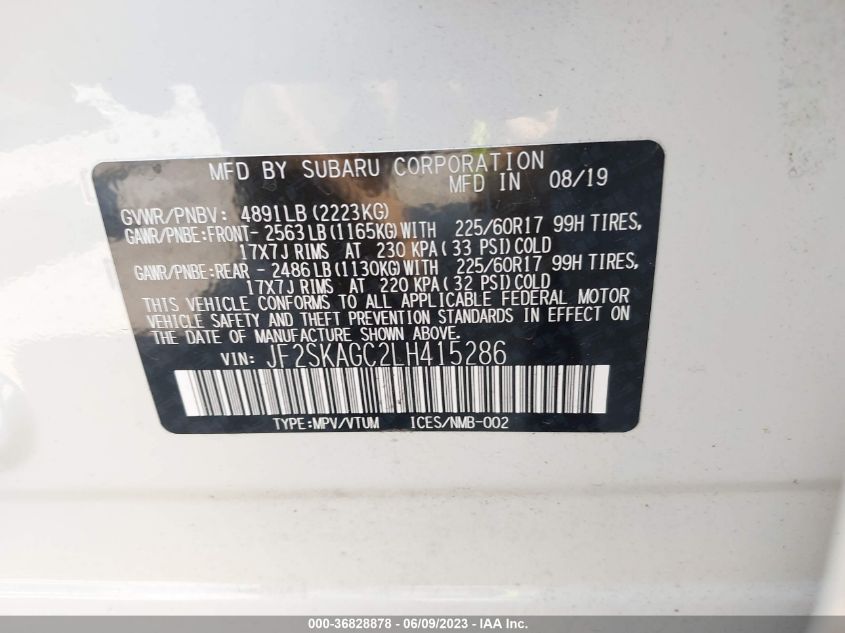 MFD BY SUBARU CORPORATION
MFD IN 08/19
GVWR/PNBV: 4891LB(2223KG)
GAWR/PNBE:FRONT- 2563LB(1165KG)WITH 225/60R17 99H TIRES,
17X7J RIMS AT 230 KPA(33 PSI)COLD
GAWR/PNBE:REAR - 2486LB(1130KG)WITH 225/60R17 99H TIRES,
17X7J RIMS AT 220 KPA(32 PSI)COLD
THIS VEHICLE CONFORMS TO ALL APPLICABLE FEDERAL MOTOR
VEHICLE SAFETY AND THEFT PREVENTION STANDARDS IN EFFECT ON
THE DATE OF MANUFACTURE SHOWN ABOVE.
VIN: JF2SKAGC2LH415286
TYPE:MPV/VTUM ICES/NMB-002
000-36828878 - 06/09/2023 - IAA Inc.